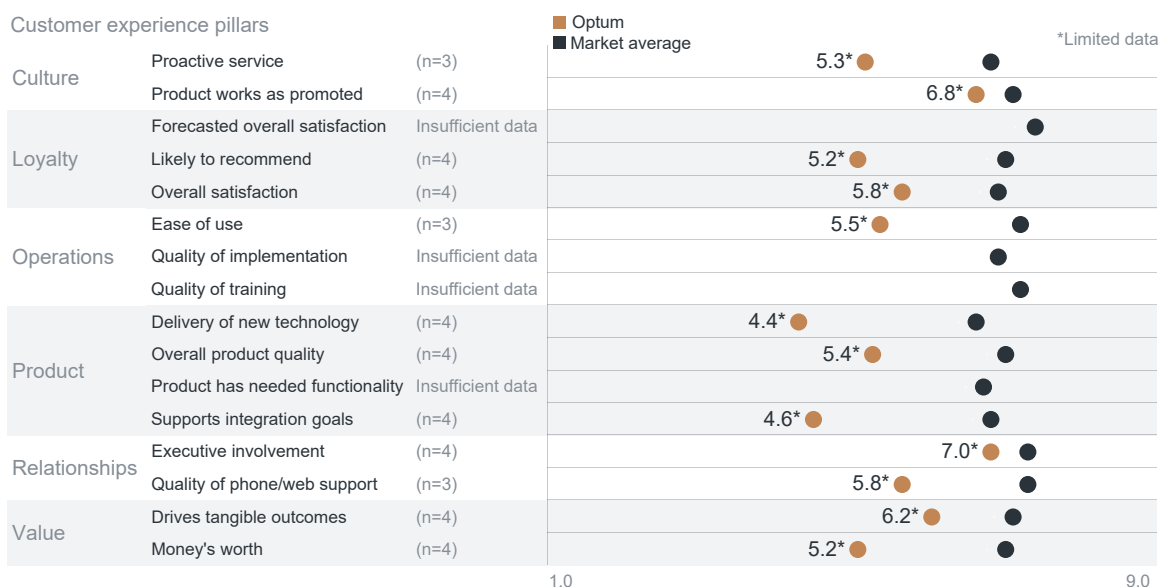 Customer experience pillars
Optum
Market average
*Limited data
Culture
Proactive service (n=3) 5.3*
Product works as promoted (n=4) 6.8*
Loyalty
Forecasted overall satisfaction Insufficient data
Likely to recommend (n=4) 5.2*
Overall satisfaction (n=4) 5.8*
Operations
Ease of use (n=3) 5.5*
Quality of implementation Insufficient data
Quality of training Insufficient data
Product
Delivery of new technology (n=4) 4.4*
Overall product quality (n=4) 5.4*
Product has needed functionality Insufficient data
Supports integration goals (n=4) 4.6*
Relationships
Executive involvement (n=4) 7.0*
Quality of phone/web support (n=3) 5.8*
Value
Drives tangible outcomes (n=4) 6.2*
Money's worth (n=4) 5.2*
1.0 9.0